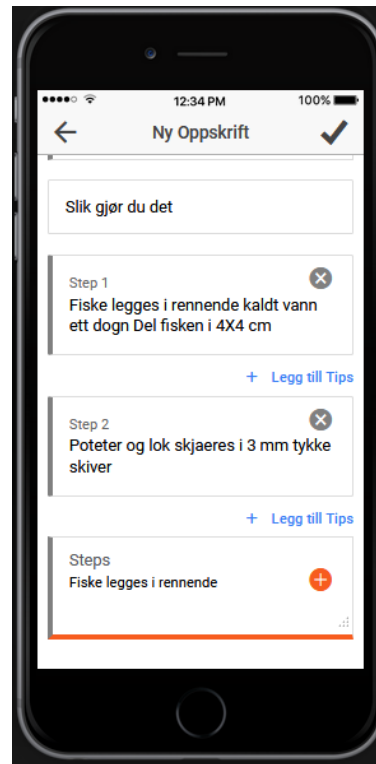 12:34 PM
100%
Ny Oppskrift
Slik gjør du det
Step 1
Fiske legges i rennende kaldt vann
ett dogn Del fisken i 4X4 cm
+ Legg till Tips
Step 2
Poteter og lok skjaeres i 3 mm tykke
skiver
+ Legg till Tips
Steps
Fiske legges i rennende